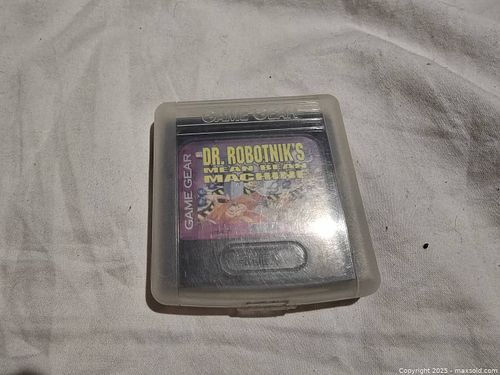 GAME GEAR
GAME GEAR
DR. ROBOTNIK'S
MEAN BEAN
MACHINE
Copyright 2025 - maxsold.com